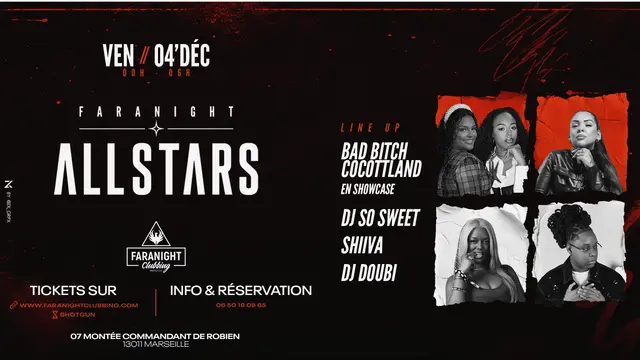 VEN // 04'DÉC
00H - 06H
FARANIGHT
ALLSTARS
FARANIGHT
Clubbing
TICKETS SUR
WWW.FARANIGHTCLUBBING.COM
SHOTGUN
INFO & RÉSERVATION
06 50 16 09 65
07 MONTÉE COMMANDANT DE ROBIEN
13011 MARSEILLE
LINE UP
BAD BITCH
COCOTTLAND
EN SHOWCASE
DJ SO SWEET
SHIIVA
DJ DOUBI